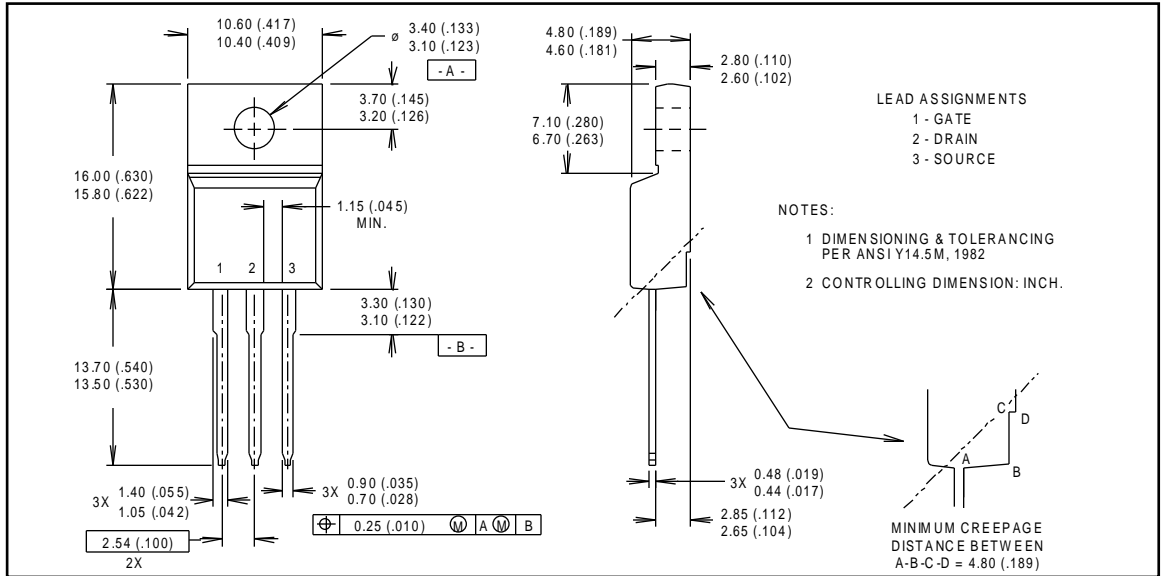 10.60 (.417)
10.40 (.409)
ø 3.40 (.133)
3.10 (.123)
- A -
3.70 (.145)
3.20 (.126)
16.00 (.630)
15.80 (.622)
1.15 (.045)
MIN.
1 2 3
3.30 (.130)
3.10 (.122)
- B -
13.70 (.540)
13.50 (.530)
3X 1.40 (.055)
1.05 (.042)
3X 0.90 (.035)
0.70 (.028)
0.25 (.010) M A M B
2.54 (.100)
2X
4.80 (.189)
4.60 (.181)
2.80 (.110)
2.60 (.102)
7.10 (.280)
6.70 (.263)
3X 0.48 (.019)
0.44 (.017)
2.85 (.112)
2.65 (.104)
LEAD ASSIGNMENTS
1 - GATE
2 - DRAIN
3 - SOURCE
NOTES:
1 DIMENSIONING & TOLERANCING
PER ANSI Y14.5M, 1982
2 CONTROLLING DIMENSION: INCH.
C
D
A
B
MINIMUM CREEPAGE
DISTANCE BETWEEN
A-B-C-D = 4.80 (.189)